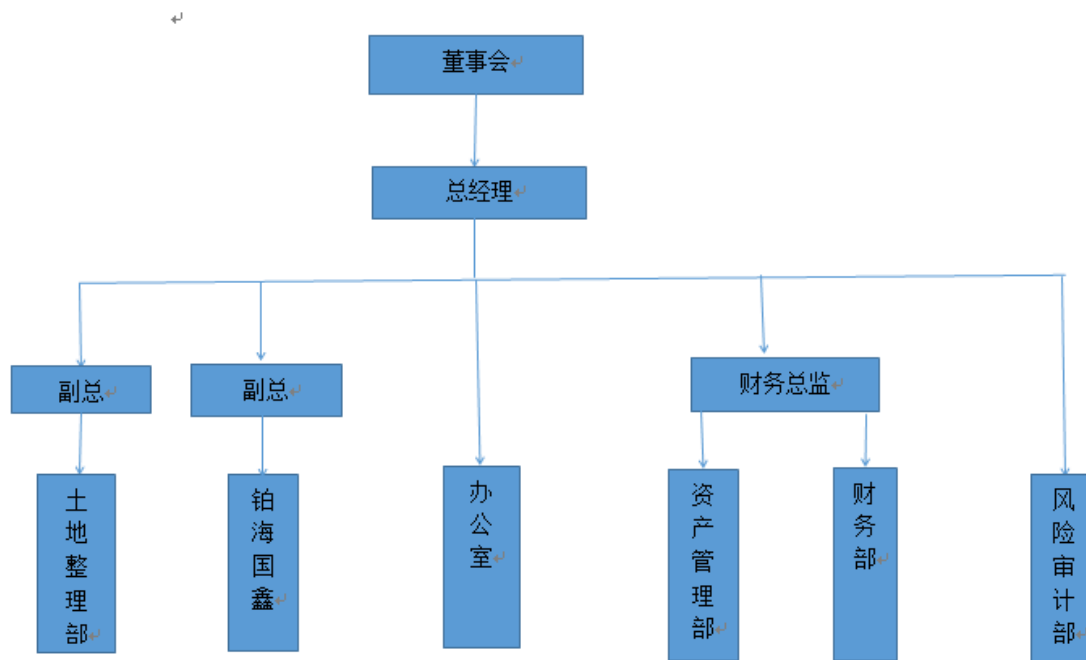 董事会
总经理
副总
副总
财务总监
土地整理部
铂海国鑫
办公室
资产管理部
财务部
风险审计部